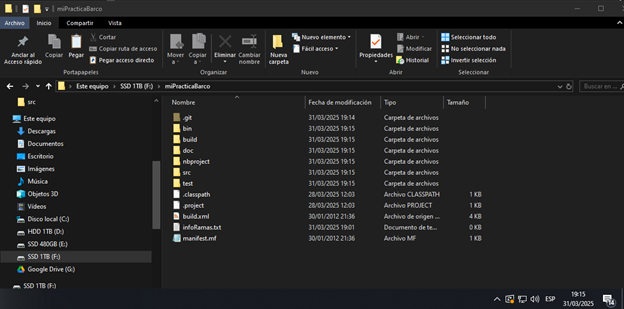 miPracticaBarco
Archivo Inicio Compartir Vista
Anclar al Acceso rápido
Copiar
Pegar
Cortar
Copiar ruta de acceso
Pegar acceso directo
Portapapeles
Mover a
Copiar a
Eliminar
Cambiar nombre
Organizar
Nueva carpeta
Nuevo elemento
Fácil acceso
Nuevo
Propiedades
Abrir
Modificar
Historial
Abrir
Seleccionar todo
No seleccionar nada
Invertir selección
Seleccionar
Este equipo > SSD 1TB (F:) > miPracticaBarco
Buscar en
Nombre Fecha de modificación Tipo Tamaño
.git 31/03/2025 19:14 Carpeta de archivos
bin 31/03/2025 19:15 Carpeta de archivos
build 31/03/2025 19:15 Carpeta de archivos
doc 31/03/2025 19:15 Carpeta de archivos
nbproject 31/03/2025 19:15 Carpeta de archivos
src 31/03/2025 19:15 Carpeta de archivos
test 31/03/2025 19:15 Carpeta de archivos
.classpath 28/03/2025 12:03 Archivo CLASSPATH 1 KB
.project 28/03/2025 12:03 Archivo PROJECT 1 KB
build.xml 30/01/2012 21:36 Archivo de origen ... 4 KB
infoRamas.txt 31/03/2025 19:01 Documento de te... 0 KB
manifest.mf 30/01/2012 21:36 Archivo MF 1 KB
src
Este equipo
Descargas
Documentos
Escritorio
Imágenes
Música
Objetos 3D
Vídeos
Disco local (C:)
HDD 1TB (D:)
SSD 480GB (E:)
SSD 1TB (F:)
Google Drive (G:)
SSD 1TB (F:)
ESP
19:15
31/03/2025
14